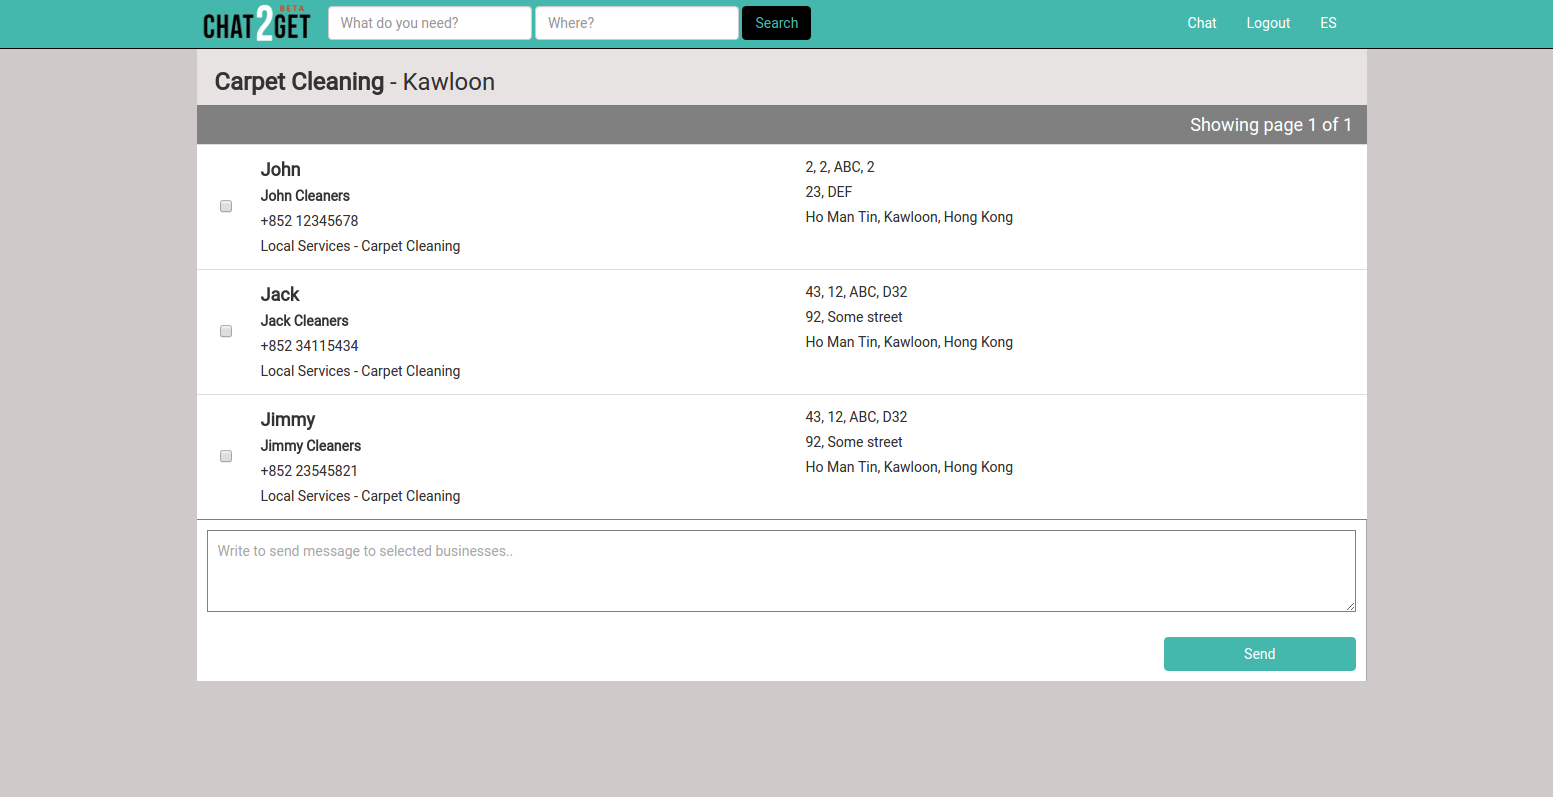 BETA
CHAT2GET
What do you need?
Where?
Search
Chat
Logout
ES
Carpet Cleaning - Kawloon
Showing page 1 of 1
John
John Cleaners
+852 12345678
Local Services - Carpet Cleaning
2, 2, ABC, 2
23, DEF
Ho Man Tin, Kawloon, Hong Kong
Jack
Jack Cleaners
+852 34115434
Local Services - Carpet Cleaning
43, 12, ABC, D32
92, Some street
Ho Man Tin, Kawloon, Hong Kong
Jimmy
Jimmy Cleaners
+852 23545821
Local Services - Carpet Cleaning
43, 12, ABC, D32
92, Some street
Ho Man Tin, Kawloon, Hong Kong
Write to send message to selected businesses..
Send